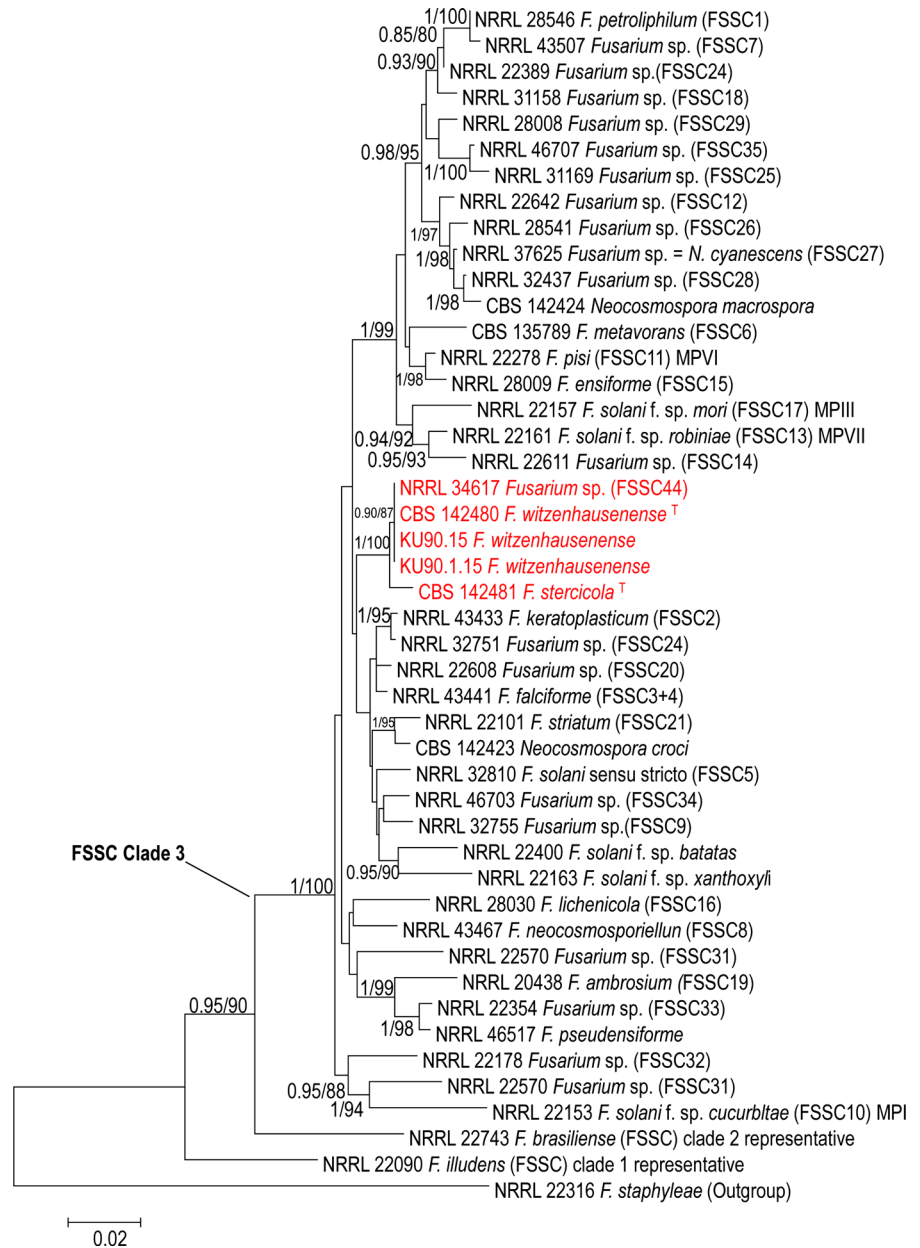 1/100
NRRL 28546 F. petroliphilum (FSSC1)
0.85/80
NRRL 43507 Fusarium sp. (FSSC7)
0.93/90
NRRL 22389 Fusarium sp.(FSSC24)
NRRL 31158 Fusarium sp. (FSSC18)
NRRL 28008 Fusarium sp. (FSSC29)
0.98/95
NRRL 46707 Fusarium sp. (FSSC35)
1/100
NRRL 31169 Fusarium sp. (FSSC25)
NRRL 22642 Fusarium sp. (FSSC12)
1/97
NRRL 28541 Fusarium sp. (FSSC26)
1/98
NRRL 37625 Fusarium sp. = N. cyanescens (FSSC27)
NRRL 32437 Fusarium sp. (FSSC28)
1/98
CBS 142424 Neocosmospora macrospora
1/99
CBS 135789 F. metavorans (FSSC6)
NRRL 22278 F. pisi (FSSC11) MPVI
1/98
NRRL 28009 F. ensiforme (FSSC15)
NRRL 22157 F. solani f. sp. mori (FSSC17) MPIII
0.94/92
NRRL 22161 F. solani f. sp. robiniae (FSSC13) MPVII
0.95/93
NRRL 22611 Fusarium sp. (FSSC14)
NRRL 34617 Fusarium sp. (FSSC44)
0.90/87
CBS 142480 F. witzenhausenense T
1/100
KU90.15 F. witzenhausenense
KU90.1.15 F. witzenhausenense
CBS 142481 F. stercicola T
1/95
NRRL 43433 F. keratoplasticum (FSSC2)
NRRL 32751 Fusarium sp. (FSSC24)
NRRL 22608 Fusarium sp. (FSSC20)
NRRL 43441 F. falciforme (FSSC3+4)
1/95
NRRL 22101 F. striatum (FSSC21)
CBS 142423 Neocosmospora croci
NRRL 32810 F. solani sensu stricto (FSSC5)
NRRL 46703 Fusarium sp. (FSSC34)
NRRL 32755 Fusarium sp.(FSSC9)
FSSC Clade 3
NRRL 22400 F. solani f. sp. batatas
0.95/90
NRRL 22163 F. solani f. sp. xanthoxyli
1/100
NRRL 28030 F. lichenicola (FSSC16)
NRRL 43467 F. neocosmosporiellun (FSSC8)
NRRL 22570 Fusarium sp. (FSSC31)
1/99
NRRL 20438 F. ambrosium (FSSC19)
0.95/90
NRRL 22354 Fusarium sp. (FSSC33)
1/98
NRRL 46517 F. pseudensiforme
NRRL 22178 Fusarium sp. (FSSC32)
0.95/88
NRRL 22570 Fusarium sp. (FSSC31)
1/94
NRRL 22153 F. solani f. sp. cucurbltae (FSSC10) MPI
NRRL 22743 F. brasiliense (FSSC) clade 2 representative
NRRL 22090 F. illudens (FSSC) clade 1 representative
NRRL 22316 F. staphyleae (Outgroup)
0.02